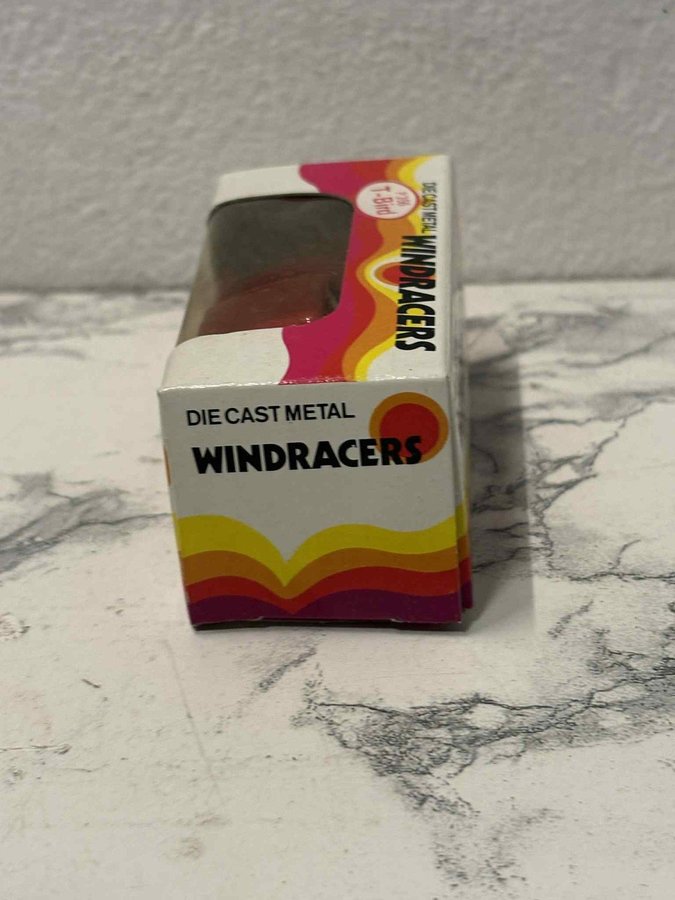 T-Bird
DIE CAST METAL WINDRACERS
DIE CAST METAL
WINDRACERS